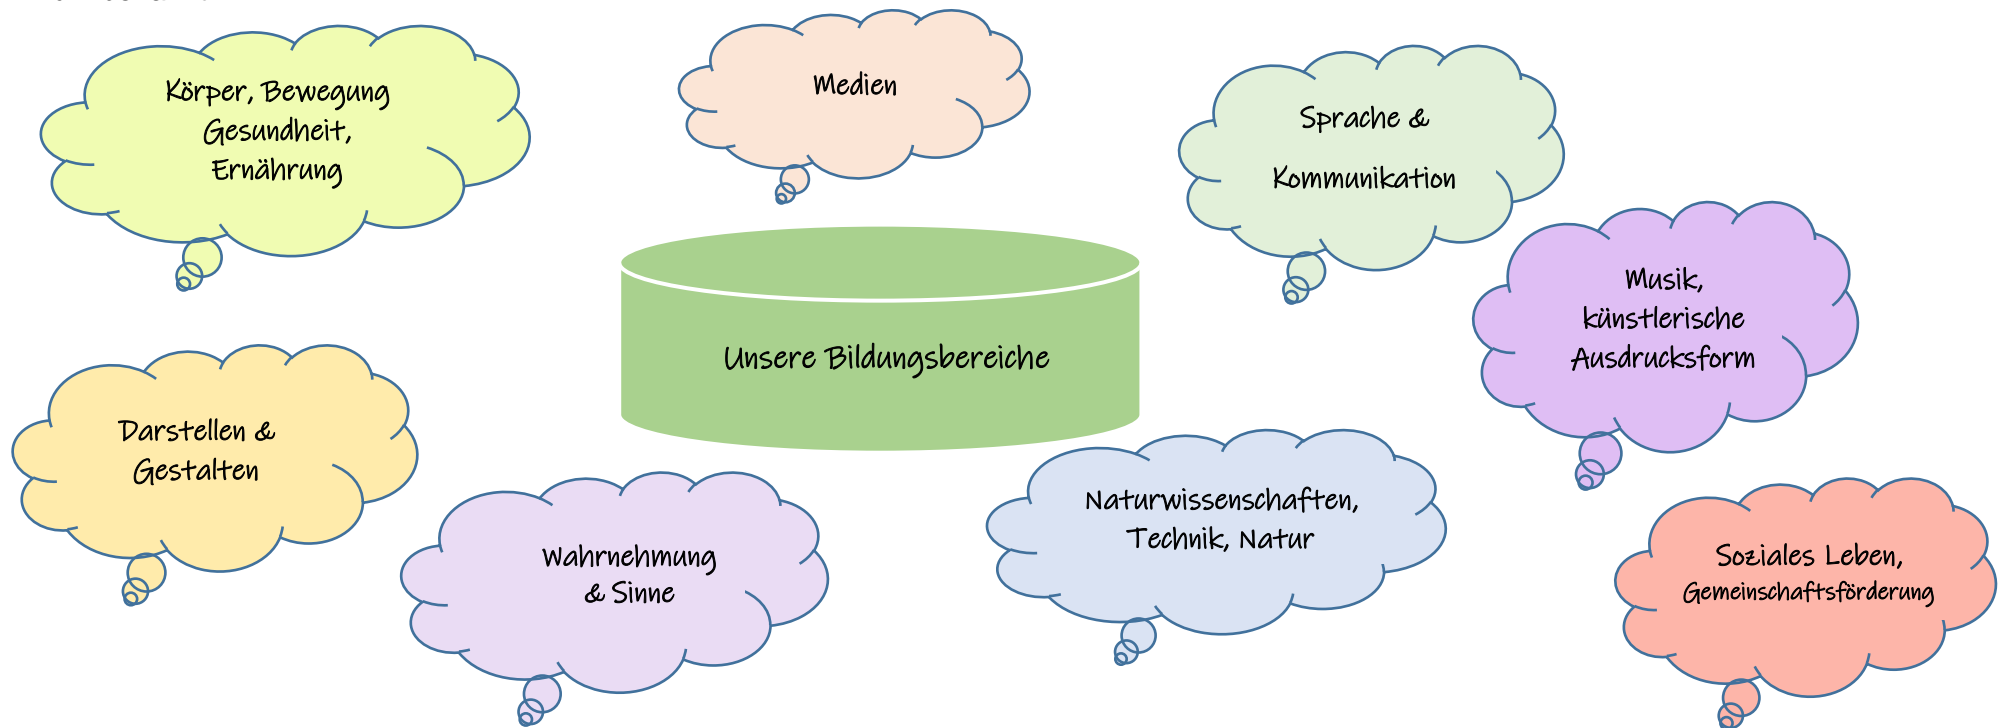 Körper, Bewegung
Gesundheit,
Ernährung
Medien
Sprache &
Kommunikation
Musik,
künstlerische
Ausdrucksform
Unsere Bildungsbereiche
Darstellen &
Gestalten
Wahrnehmung
& Sinne
Naturwissenschaften,
Technik, Natur
Soziales Leben,
Gemeinschaftsförderung